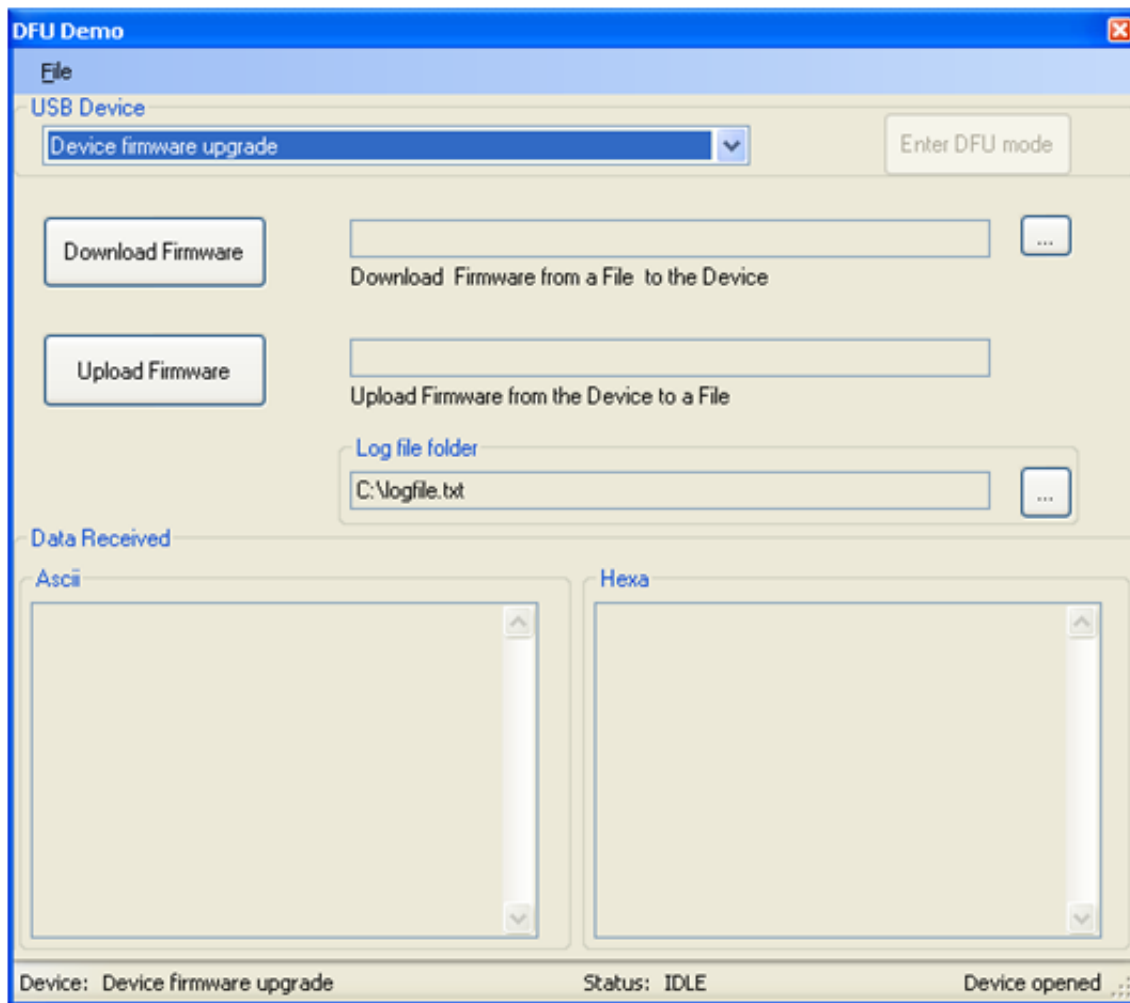 DFU Demo
File
USB Device
Device firmware upgrade
Enter DFU mode
Download Firmware
...
Download  Firmware from a File  to the Device
Upload Firmware
Upload Firmware from the Device to a File
Log file folder
C:\logfile.txt
...
Data Received
Ascii
Hexa
Device:  Device firmware upgrade
Status:  IDLE
Device opened